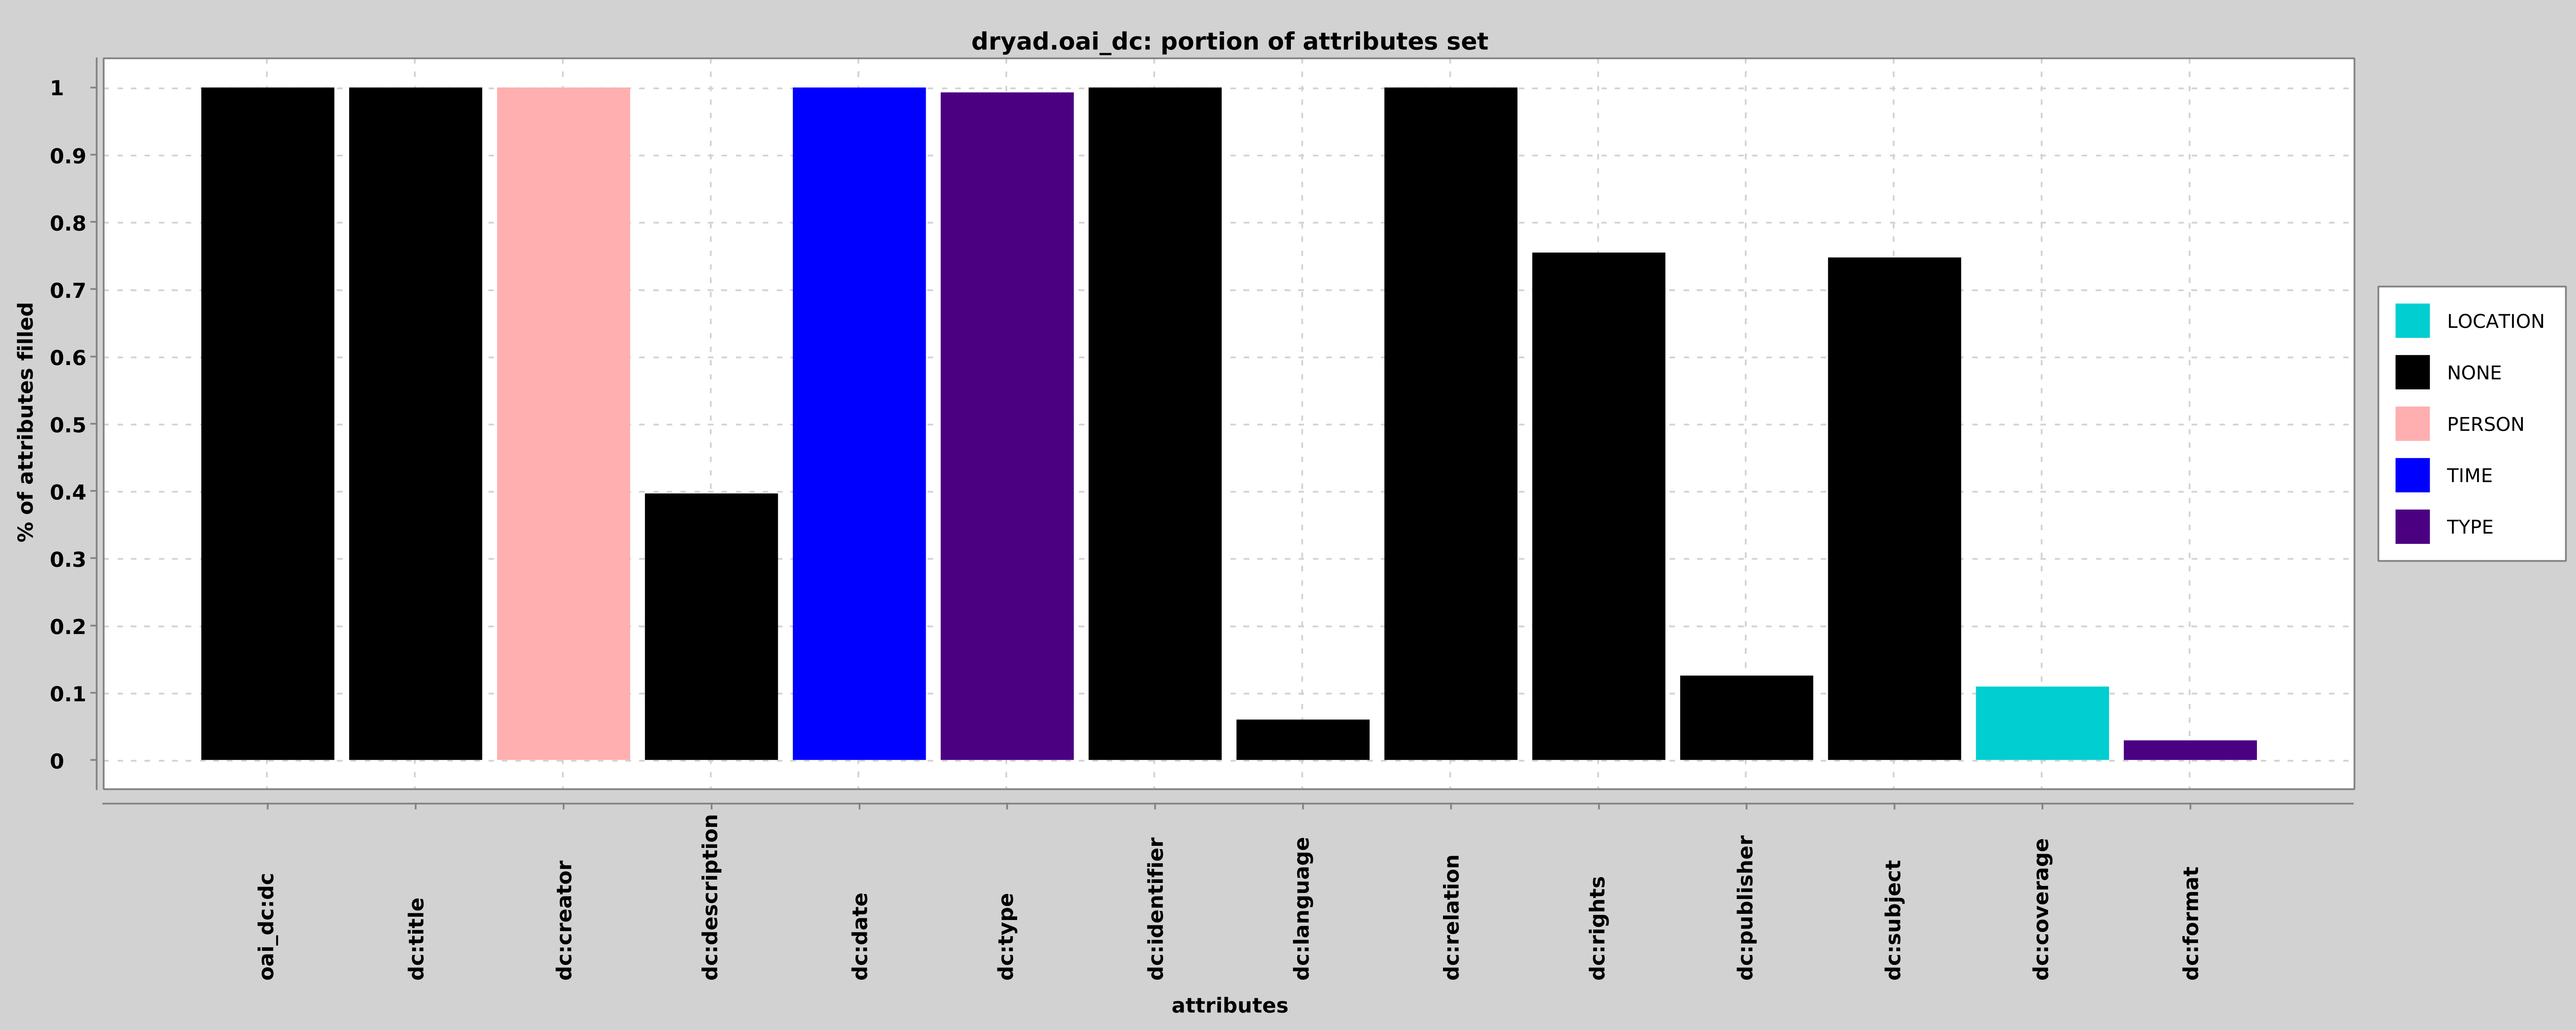 dryad.oai_dc: portion of attributes set
% of attributes filled
1
0.9
0.8
0.7
0.6
0.5
0.4
0.3
0.2
0.1
0
oai_dc:dc
dc:title
dc:creator
dc:description
dc:date
dc:type
dc:identifier
dc:language
dc:relation
dc:rights
dc:publisher
dc:subject
dc:coverage
dc:format
attributes
LOCATION
NONE
PERSON
TIME
TYPE